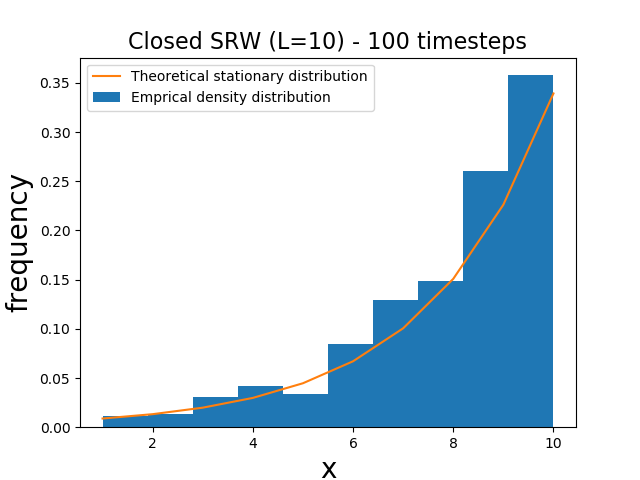 Closed SRW (L=10) - 100 timesteps
Theoretical stationary distribution
Emprical density distribution
frequency
0.35
0.30
0.25
0.20
0.15
0.10
0.05
0.00
2
4
6
8
10
x